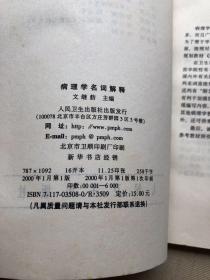 病理学名词解释
文继舫 主编
人民卫生出版社出版发行
(100078 北京市丰台区方庄芳群园3区3号楼)
网址:http://www.pmph.com
E-mail: pmph @ pmph.com
北京市卫顺印刷厂印刷
新华书店经销
787×1092 16开本 11.25印张 258千字
2000年1月第1版 2000年1月第1版第1次印刷
印数:00 001—6 000
ISBN 7-117-03508-0/R·3509 定价:15.00元
(凡属质量问题请与本社发行部联系退换)